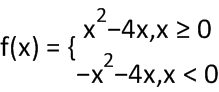 x²−4x,x ≥ 0
f(x) = {
−x²−4x,x < 0